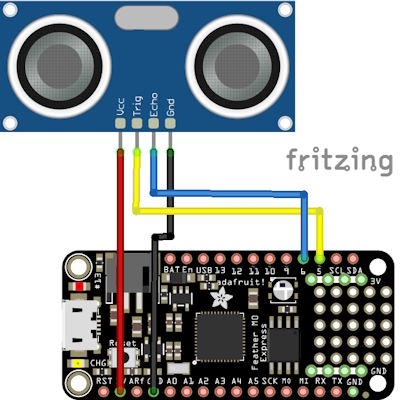 Vcc
Trig
Echo
Gnd
fritzing
BAT En USB 13 12 11 10 9 6 5 SCL SDA
#13
adafruit!
3V
Reset
Feather M0
Express
CHG
GND
RST 3V ARf GND A0 A1 A2 A3 A4 A5 SCK MO MI RX TX GND